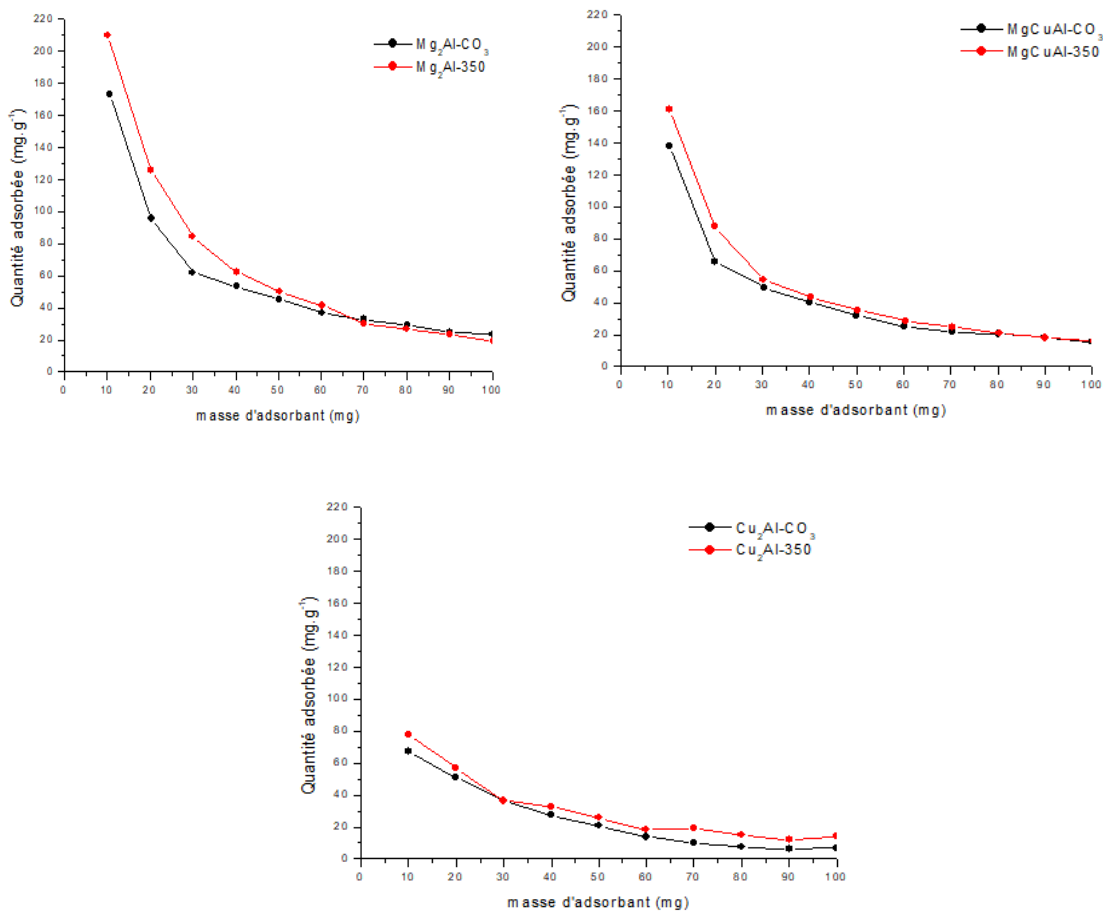 Mg₂Al-CO₃
Mg₂Al-350
Quantité adsorbée (mg.g⁻¹)
220
200
180
160
140
120
100
80
60
40
20
0
0 10 20 30 40 50 60 70 80 90 100
masse d'adsorbant (mg)
MgCuAl-CO₃
MgCuAl-350
Quantité adsorbée (mg.g⁻¹)
220
200
180
160
140
120
100
80
60
40
20
0
0 10 20 30 40 50 60 70 80 90 100
masse d'adsorbant (mg)
Cu₂Al-CO₃
Cu₂Al-350
Quantité adsorbée (mg.g⁻¹)
220
200
180
160
140
120
100
80
60
40
20
0
0 10 20 30 40 50 60 70 80 90 100
masse d'adsorbant (mg)